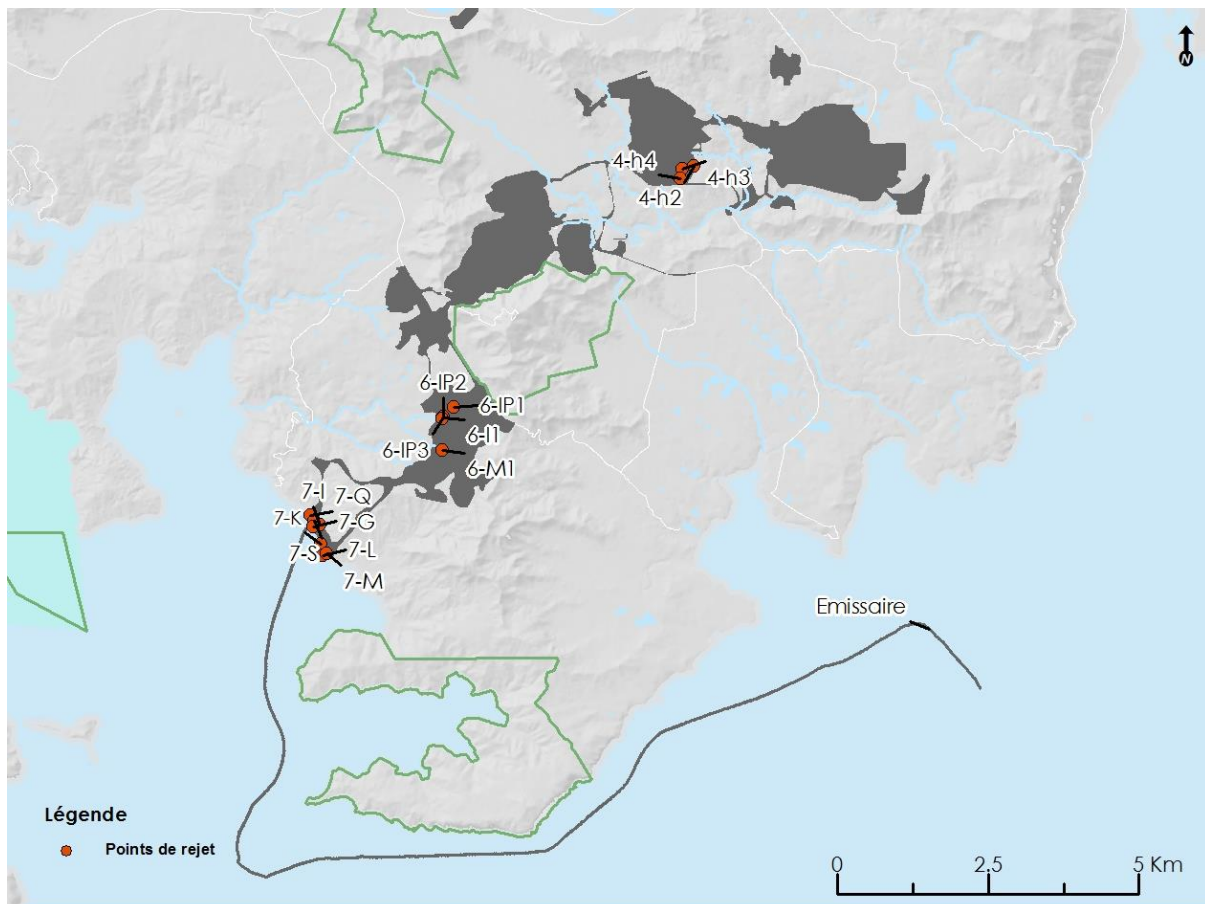 N
4-h4
4-h3
4-h2
6-IP2
6-IP1
6-I1
6-IP3
6-M1
7-I
7-Q
7-K
7-G
7-S
7-L
7-M
Emissaire
Légende
Points de rejet
0 2.5 5 Km